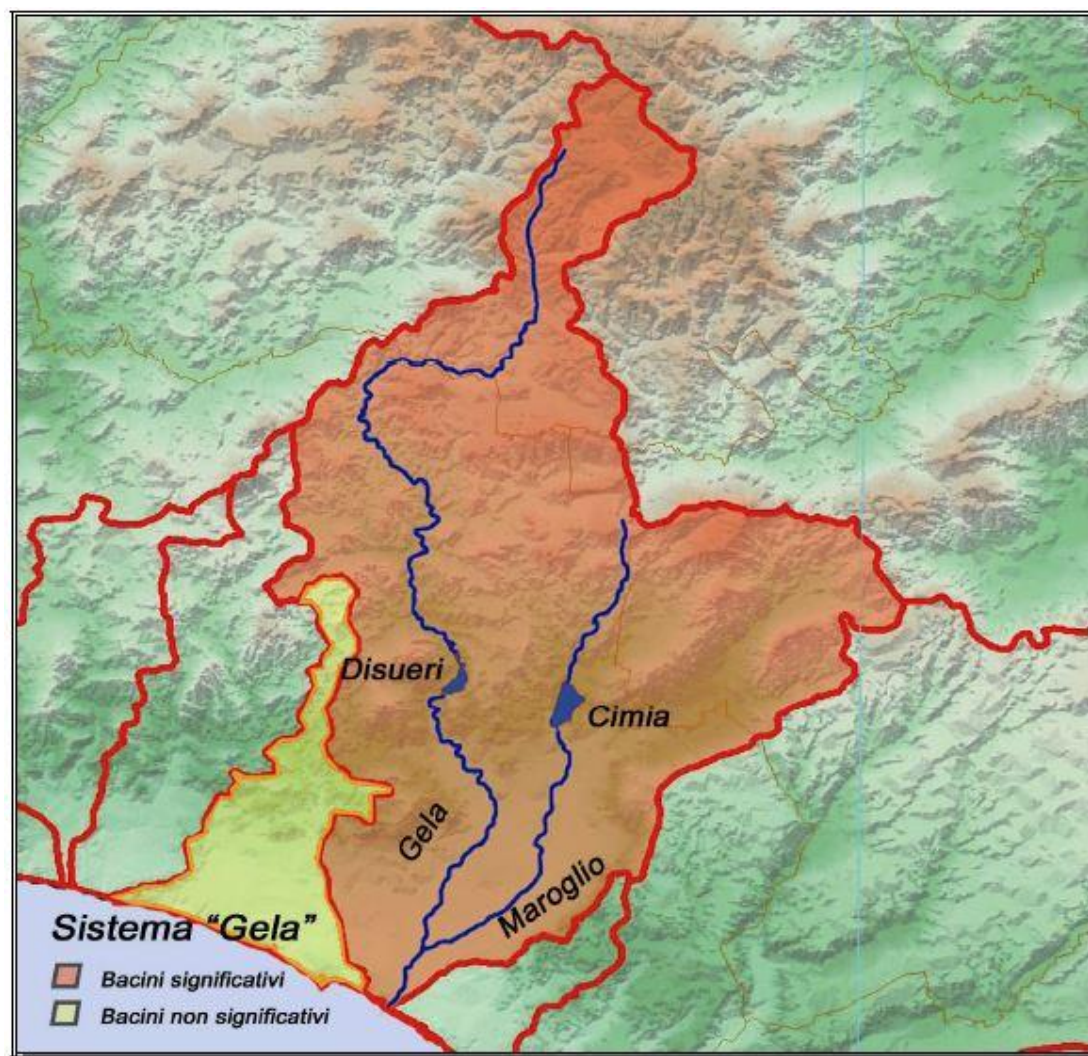 Disueri
Cimia
Gela
Maroglio
Sistema "Gela"
Bacini significativi
Bacini non significativi